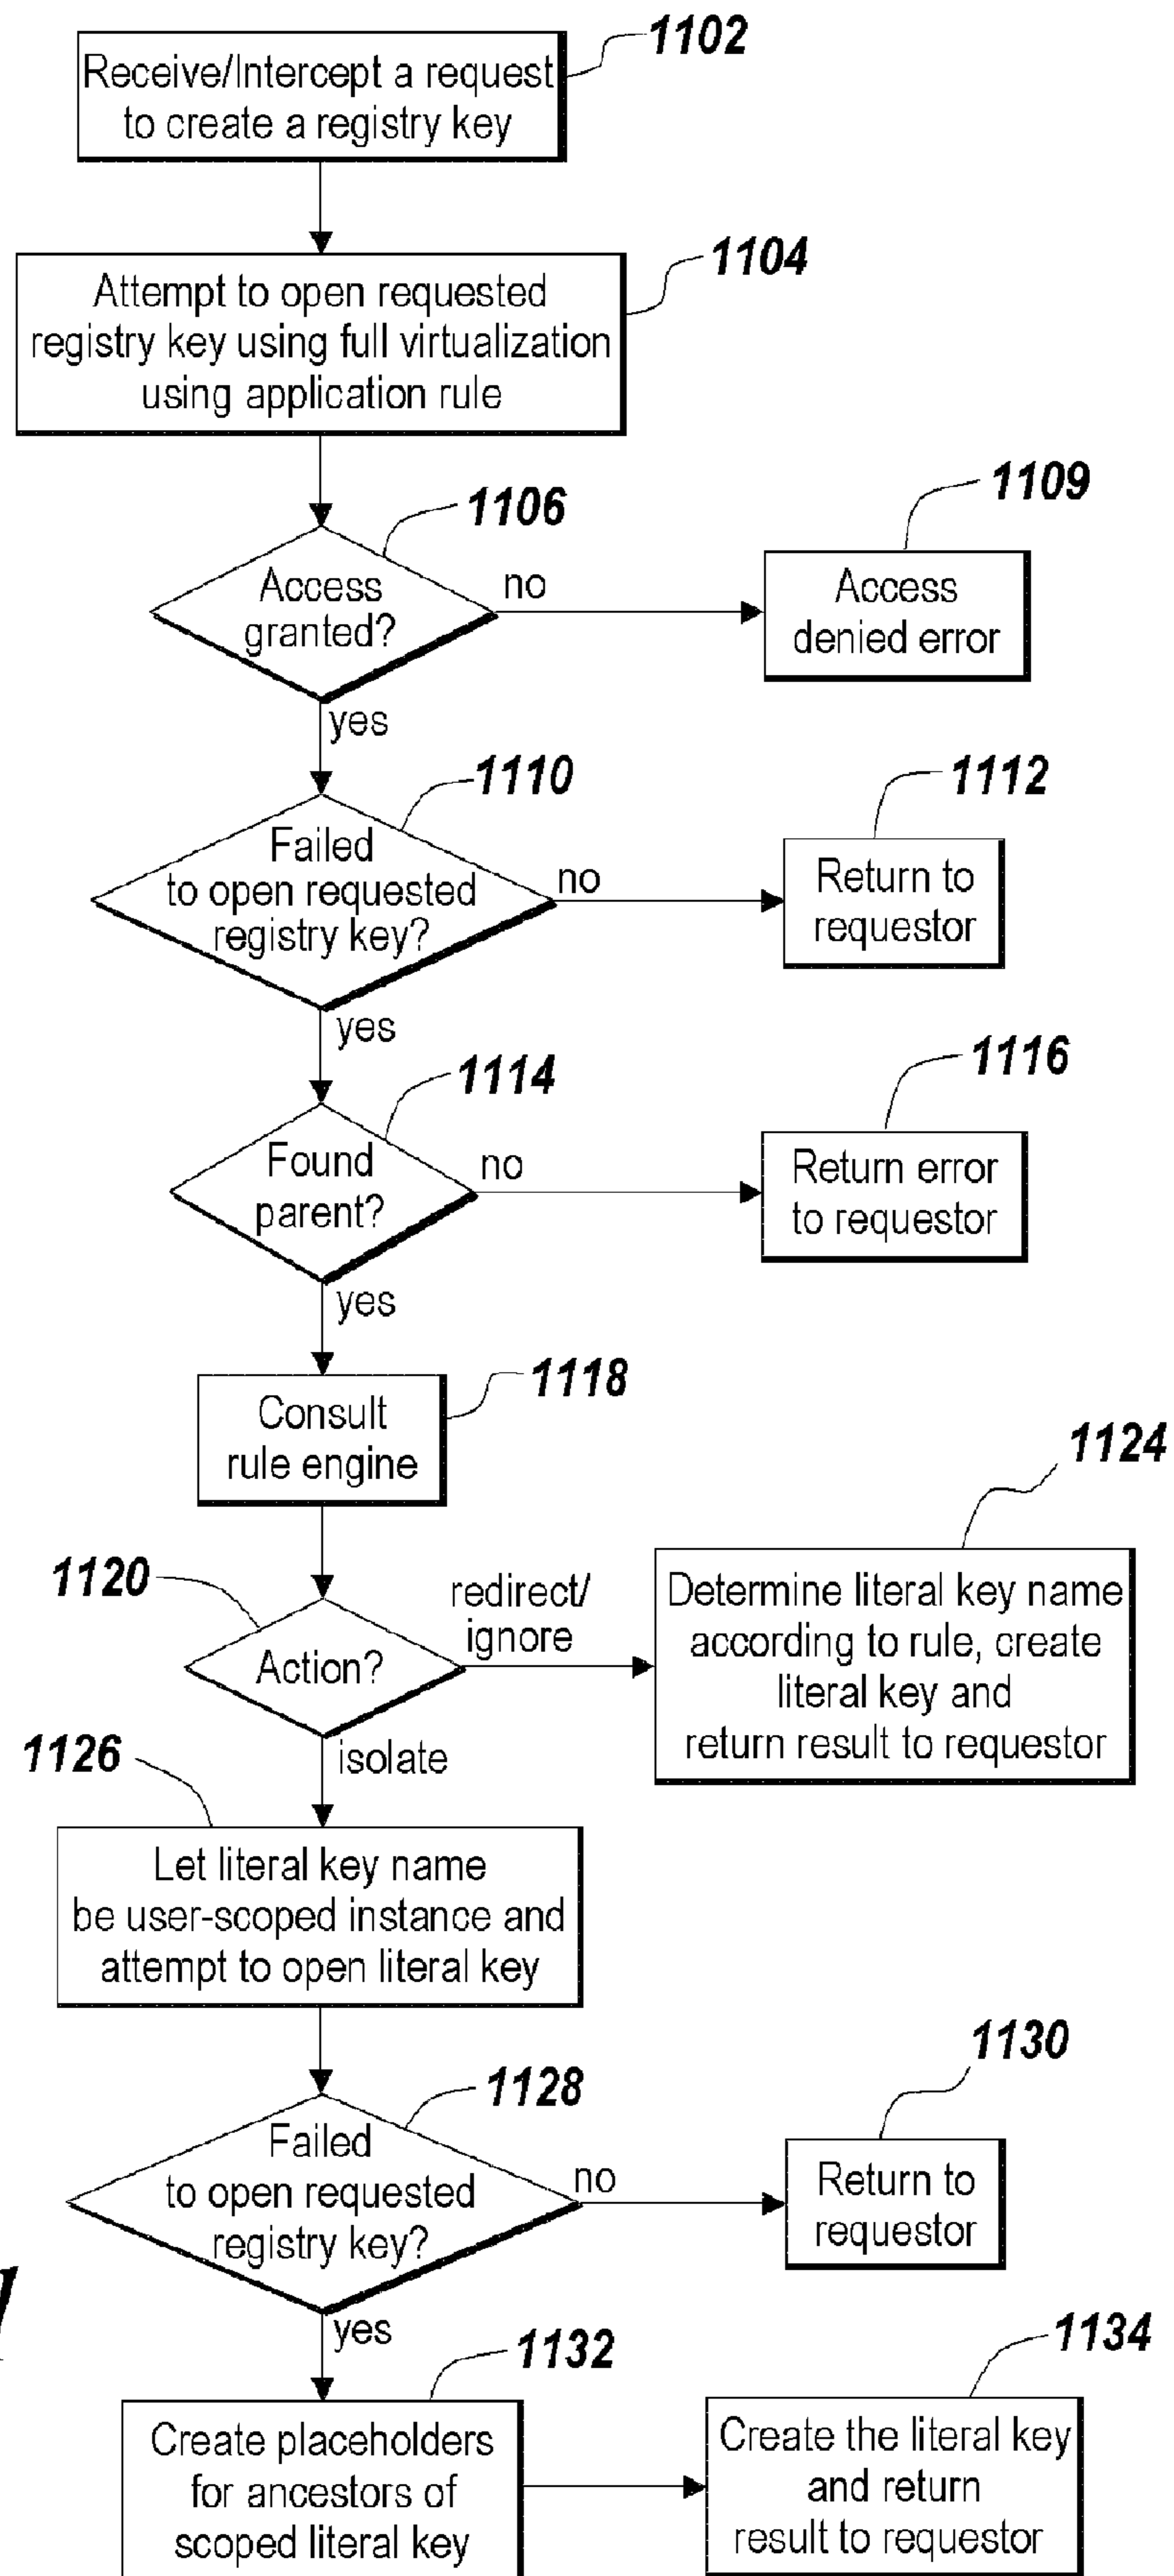 1102
Receive/Intercept a request
to create a registry key
1104
Attempt to open requested
registry key using full virtualization
using application rule
1106
Access
granted?
no
1109
Access
denied error
yes
1110
Failed
to open requested
registry key?
no
1112
Return to
requestor
yes
1114
Found
parent?
no
1116
Return error
to requestor
yes
1118
Consult
rule engine
1120
Action?
redirect/
ignore
1124
Determine literal key name
according to rule, create
literal key and
return result to requestor
isolate
1126
Let literal key name
be user-scoped instance and
attempt to open literal key
1128
Failed
to open requested
registry key?
no
1130
Return to
requestor
yes
1132
Create placeholders
for ancestors of
scoped literal key
1134
Create the literal key
and return
result to requestor